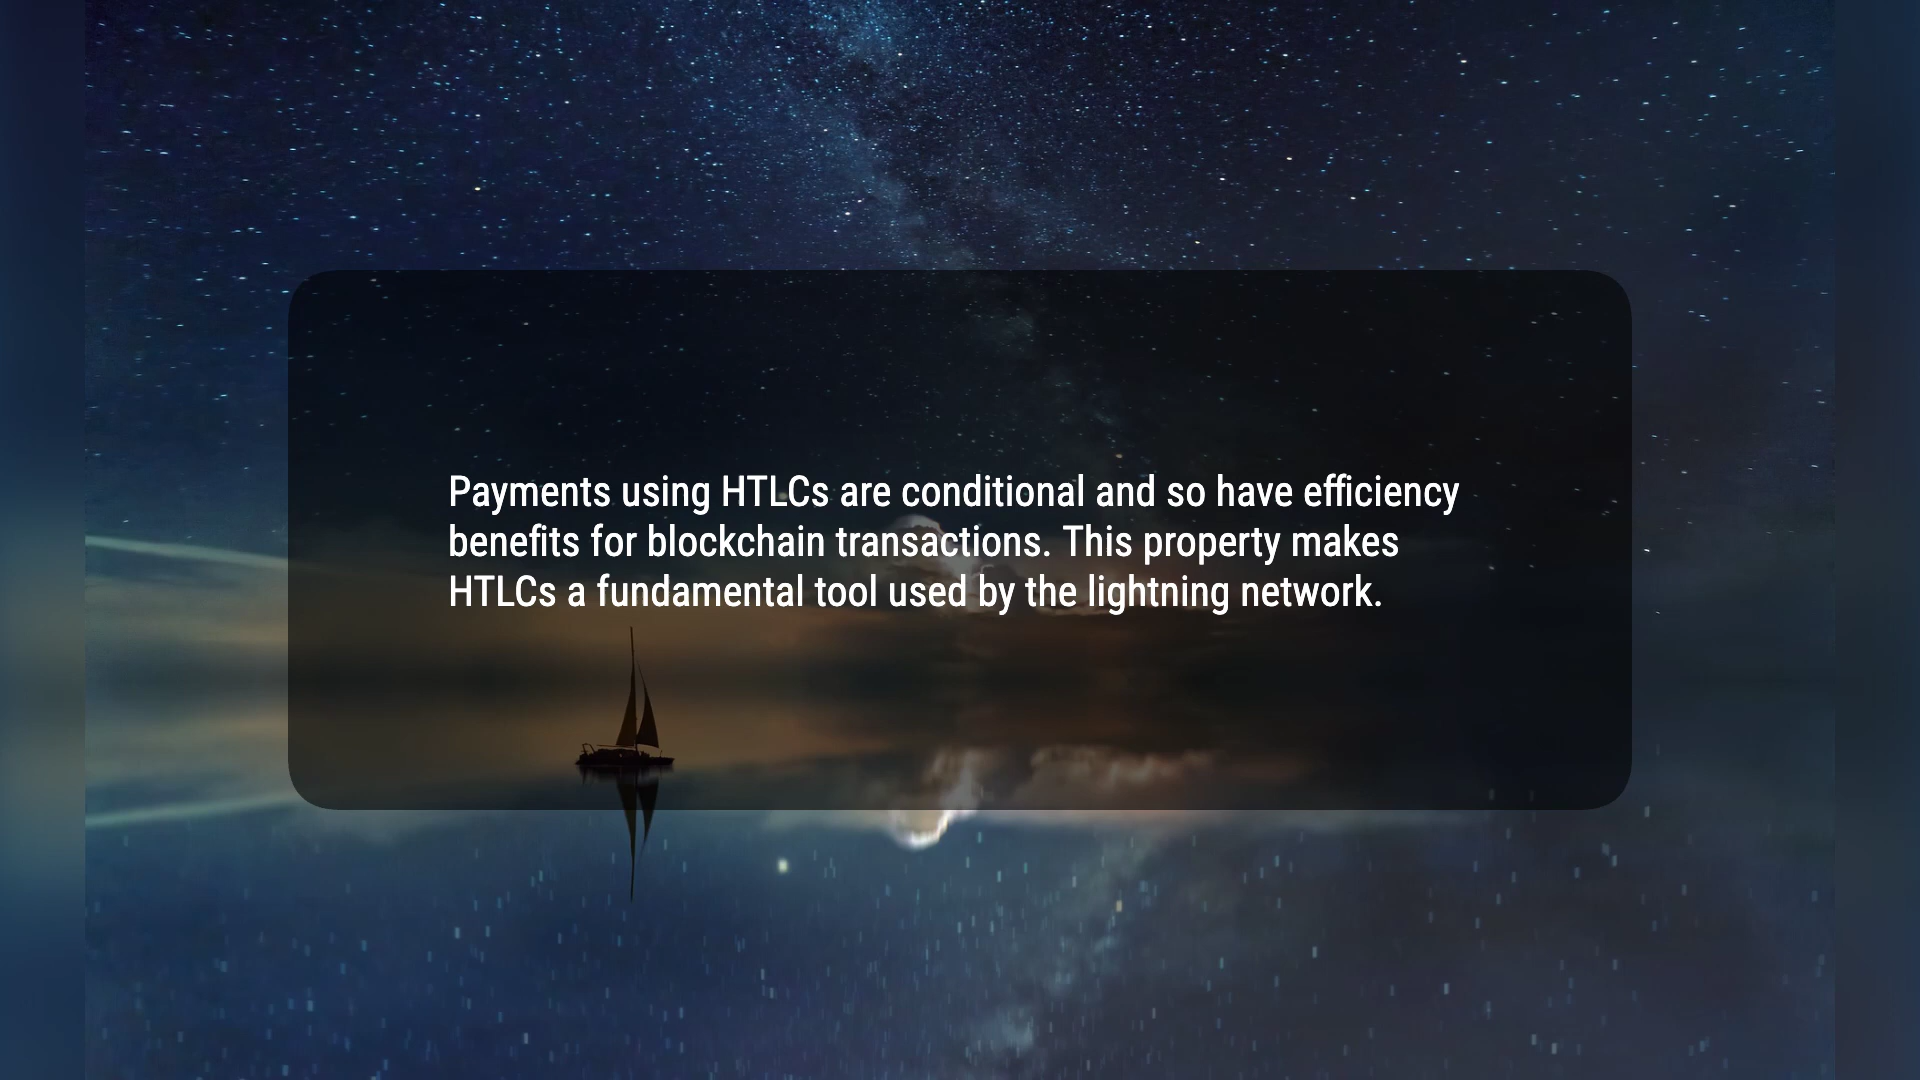 Payments using HTLCs are conditional and so have efficiency
benefits for blockchain transactions. This property makes
HTLCs a fundamental tool used by the lightning network.